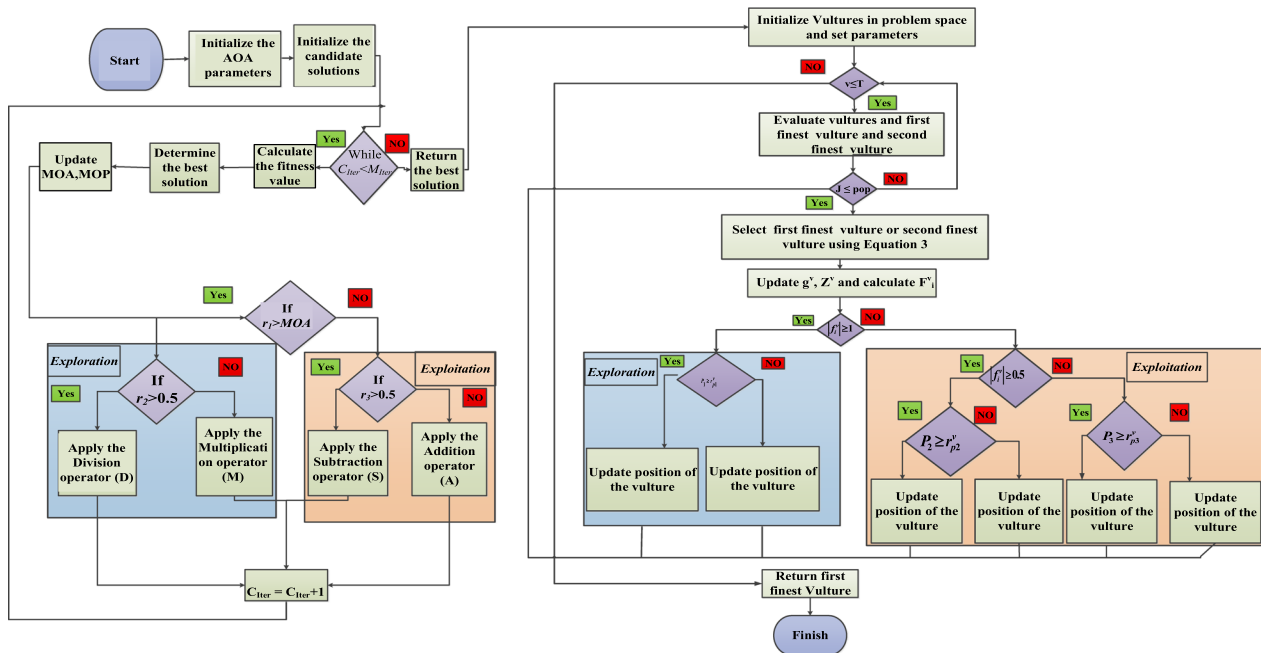 Start
Initialize the
AOA
parameters
Initialize the
candidate
solutions
While
C_Iter<M_Iter
Yes
NO
Calculate
the fitness
value
Determine
the best
solution
Update
MOA,MOP
Return
the best
solution
If
r₁>MOA
Yes
NO
Exploration
If
r₂>0.5
Yes
NO
Apply the
Division
operator (D)
Apply the
Multiplicati
on operator
(M)
Exploitation
If
r₃>0.5
Yes
NO
Apply the
Subtraction
operator (S)
Apply the
Addition
operator
(A)
C_Iter = C_Iter+1
Initialize Vultures in problem space
and set parameters
v≤T
NO
Yes
Evaluate vultures and first
finest vulture and second
finest vulture
J ≤ pop
NO
Yes
Select first finest vulture or second finest
vulture using Equation 3
Update g^v, Z^v and calculate F^v_i
|f_i^v|≥1
Yes
NO
Exploration
Yes
NO
Update position of
the vulture
Update position of
the vulture
Exploitation
|f_i^v|≥0.5
Yes
NO
P₂ ≥ r_p2^v
Yes
NO
P₃ ≥ r_p3^v
Yes
NO
Update
position of the
vulture
Update
position of the
vulture
Update
position of the
vulture
Update
position of the
vulture
Return first
finest Vulture
Finish